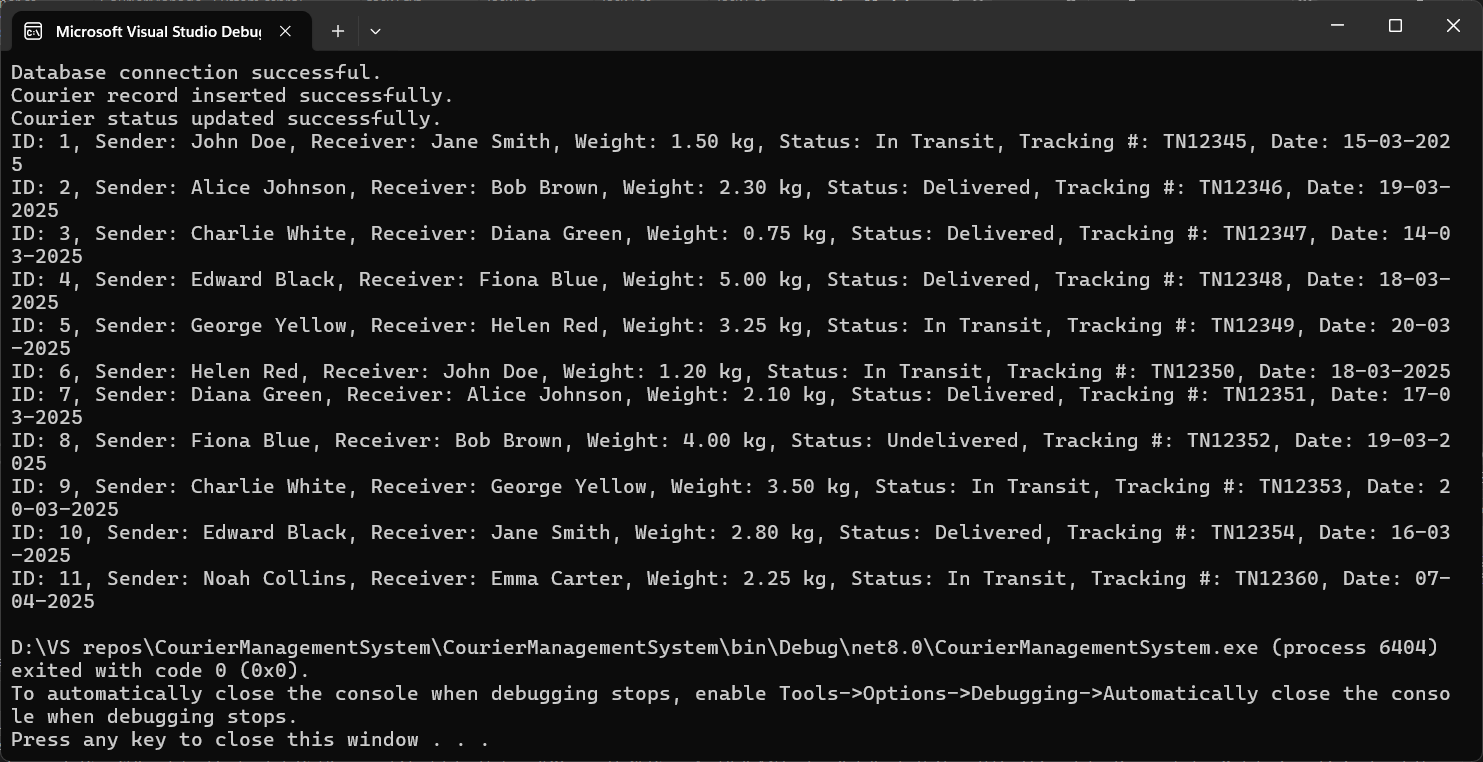 Microsoft Visual Studio Debu
Database connection successful.
Courier record inserted successfully.
Courier status updated successfully.
ID: 1, Sender: John Doe, Receiver: Jane Smith, Weight: 1.50 kg, Status: In Transit, Tracking #: TN12345, Date: 15-03-202
5
ID: 2, Sender: Alice Johnson, Receiver: Bob Brown, Weight: 2.30 kg, Status: Delivered, Tracking #: TN12346, Date: 19-03-
2025
ID: 3, Sender: Charlie White, Receiver: Diana Green, Weight: 0.75 kg, Status: Delivered, Tracking #: TN12347, Date: 14-0
3-2025
ID: 4, Sender: Edward Black, Receiver: Fiona Blue, Weight: 5.00 kg, Status: Delivered, Tracking #: TN12348, Date: 18-03-
2025
ID: 5, Sender: George Yellow, Receiver: Helen Red, Weight: 3.25 kg, Status: In Transit, Tracking #: TN12349, Date: 20-03
-2025
ID: 6, Sender: Helen Red, Receiver: John Doe, Weight: 1.20 kg, Status: In Transit, Tracking #: TN12350, Date: 18-03-2025
ID: 7, Sender: Diana Green, Receiver: Alice Johnson, Weight: 2.10 kg, Status: Delivered, Tracking #: TN12351, Date: 17-0
3-2025
ID: 8, Sender: Fiona Blue, Receiver: Bob Brown, Weight: 4.00 kg, Status: Undelivered, Tracking #: TN12352, Date: 19-03-2
025
ID: 9, Sender: Charlie White, Receiver: George Yellow, Weight: 3.50 kg, Status: In Transit, Tracking #: TN12353, Date: 2
0-03-2025
ID: 10, Sender: Edward Black, Receiver: Jane Smith, Weight: 2.80 kg, Status: Delivered, Tracking #: TN12354, Date: 16-03
-2025
ID: 11, Sender: Noah Collins, Receiver: Emma Carter, Weight: 2.25 kg, Status: In Transit, Tracking #: TN12360, Date: 07-
04-2025
D:\VS repos\CourierManagementSystem\CourierManagementSystem\bin\Debug\net8.0\CourierManagementSystem.exe (process 6404)
exited with code 0 (0x0).
To automatically close the console when debugging stops, enable Tools->Options->Debugging->Automatically close the conso
le when debugging stops.
Press any key to close this window . . .